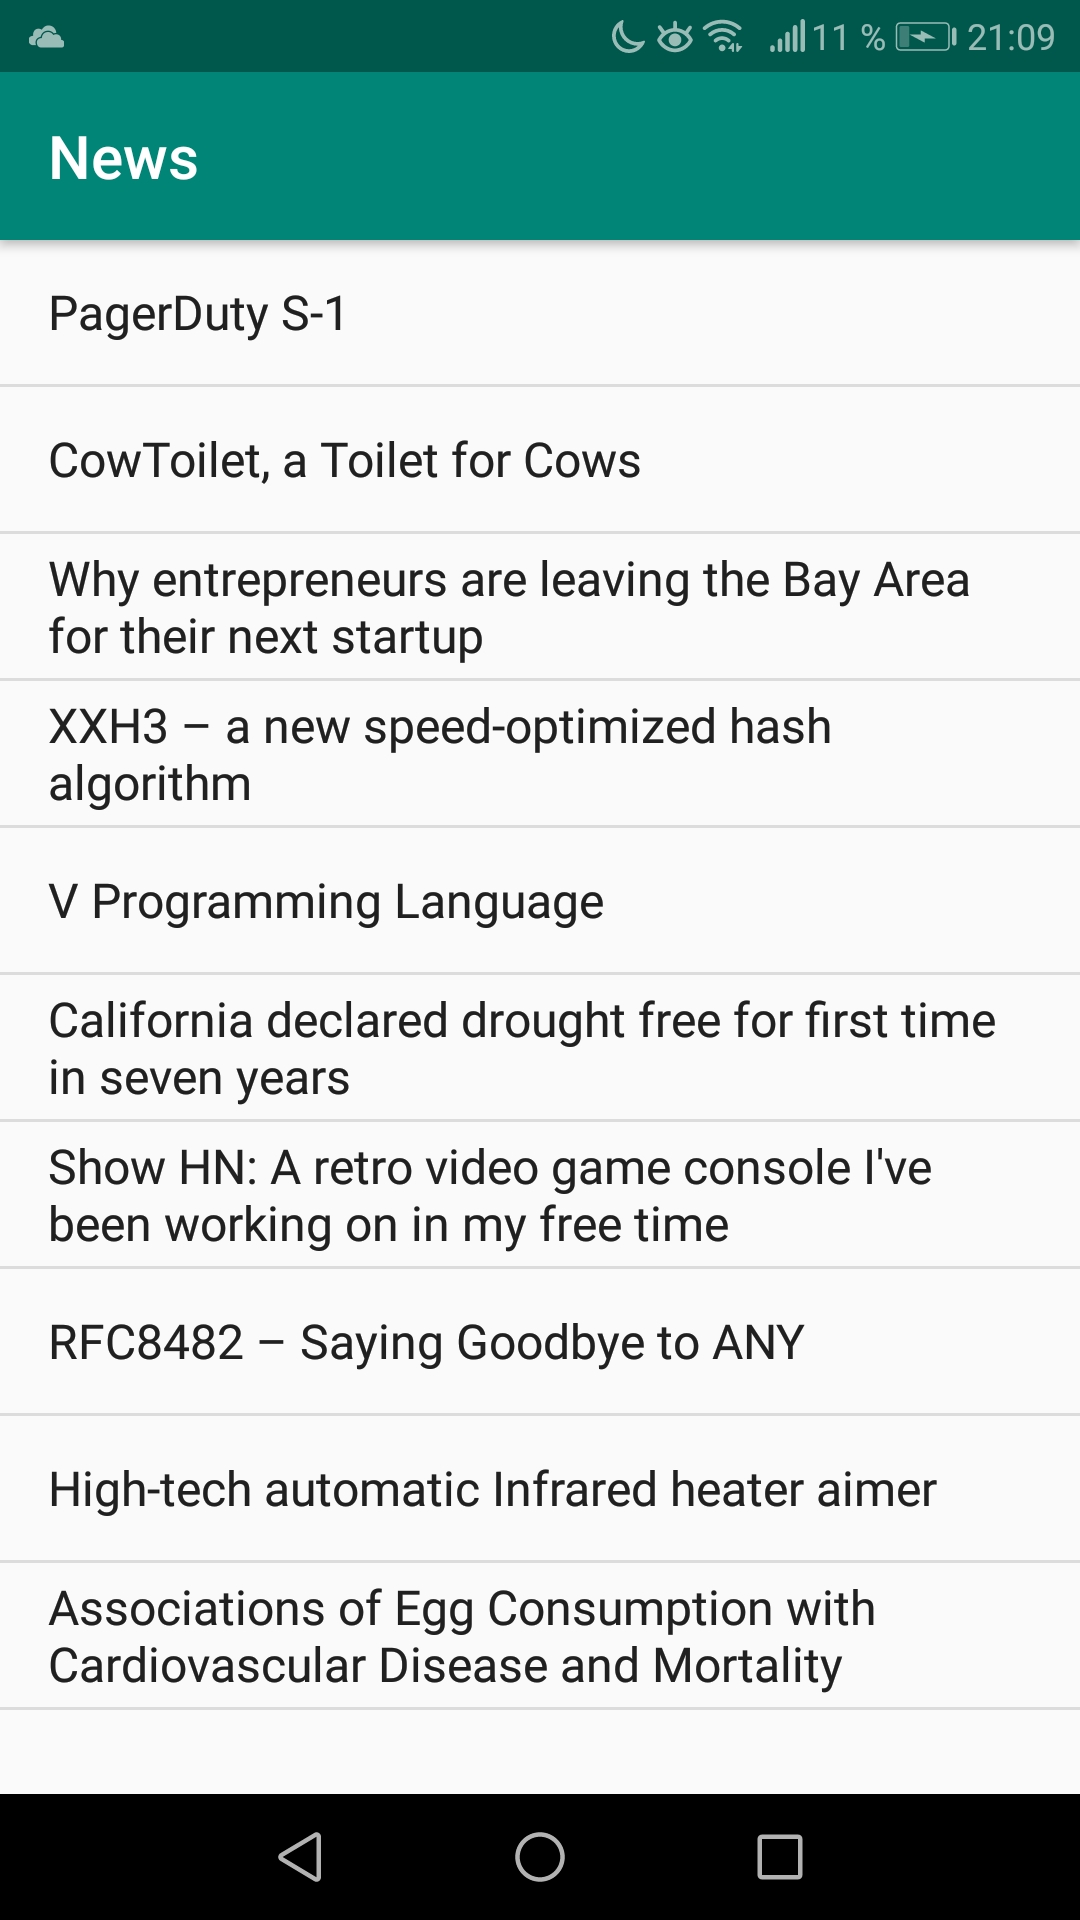 11 % 21:09
News
PagerDuty S-1
CowToilet, a Toilet for Cows
Why entrepreneurs are leaving the Bay Area
for their next startup
XXH3 – a new speed-optimized hash
algorithm
V Programming Language
California declared drought free for first time
in seven years
Show HN: A retro video game console I've
been working on in my free time
RFC8482 – Saying Goodbye to ANY
High-tech automatic Infrared heater aimer
Associations of Egg Consumption with
Cardiovascular Disease and Mortality